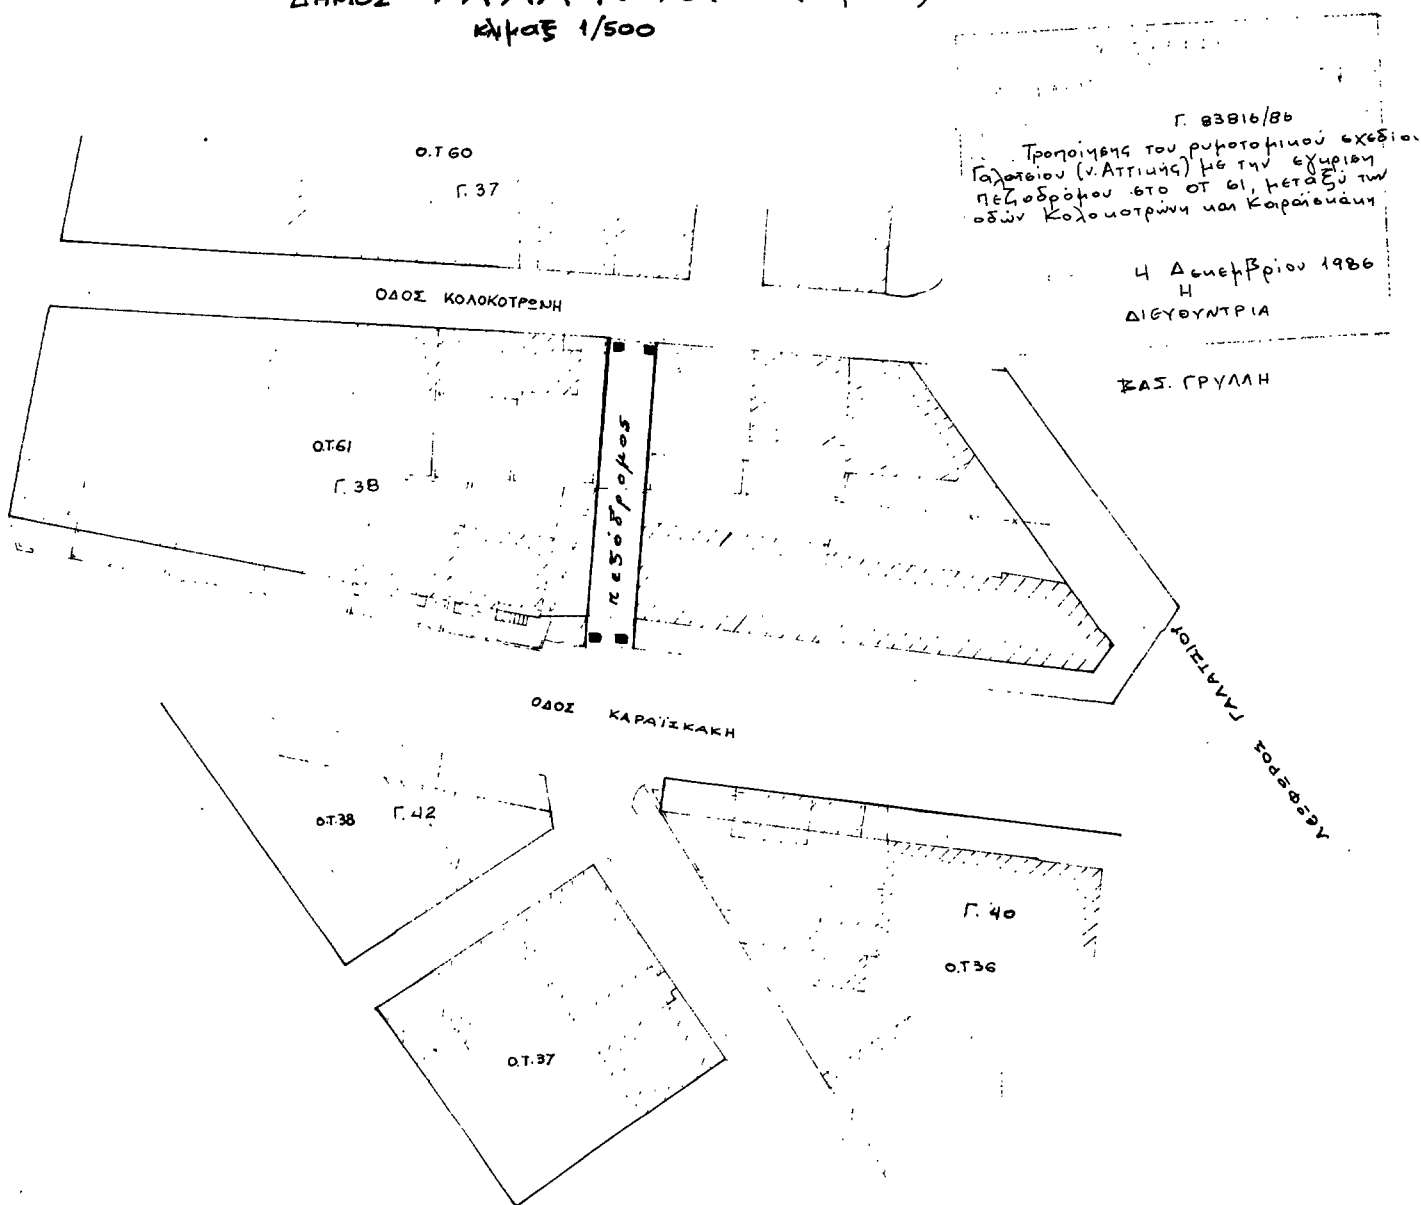 ΔΗΜΟΣ
κλιμαξ 1/500
Γ. 83816/86
Τροποίησης του ρυμοτομικού σχεδίου
Γαλατσίου (ν. Αττικής) με την έγκριση
πεζοδρόμου στο ΟΤ 61, μεταξύ των
οδών Κολοκοτρώνη και Καραϊσκάκη
4 Δεκεμβρίου 1986
Η
ΔΙΕΥΘΥΝΤΡΙΑ
ΒΑΣ. ΓΡΥΛΛΗ
Ο.Τ 60
Γ. 37
ΟΔΟΣ ΚΟΛΟΚΟΤΡΩΝΗ
Ο.Τ.61
Γ. 38
πεζόδρομος
ΟΔΟΣ ΚΑΡΑΪΣΚΑΚΗ
ΛΕΩΦΟΡΟΣ ΓΑΛΑΤΣΙΟΥ
Ο.Τ.38
Γ. 42
Γ. 40
Ο.Τ 36
Ο.Τ.37